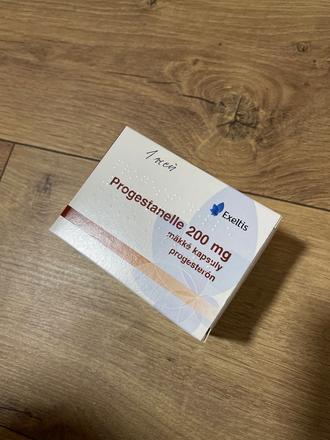 Progestanelle 200 mg
mäkké kapsuly
progesterón
Exeltis